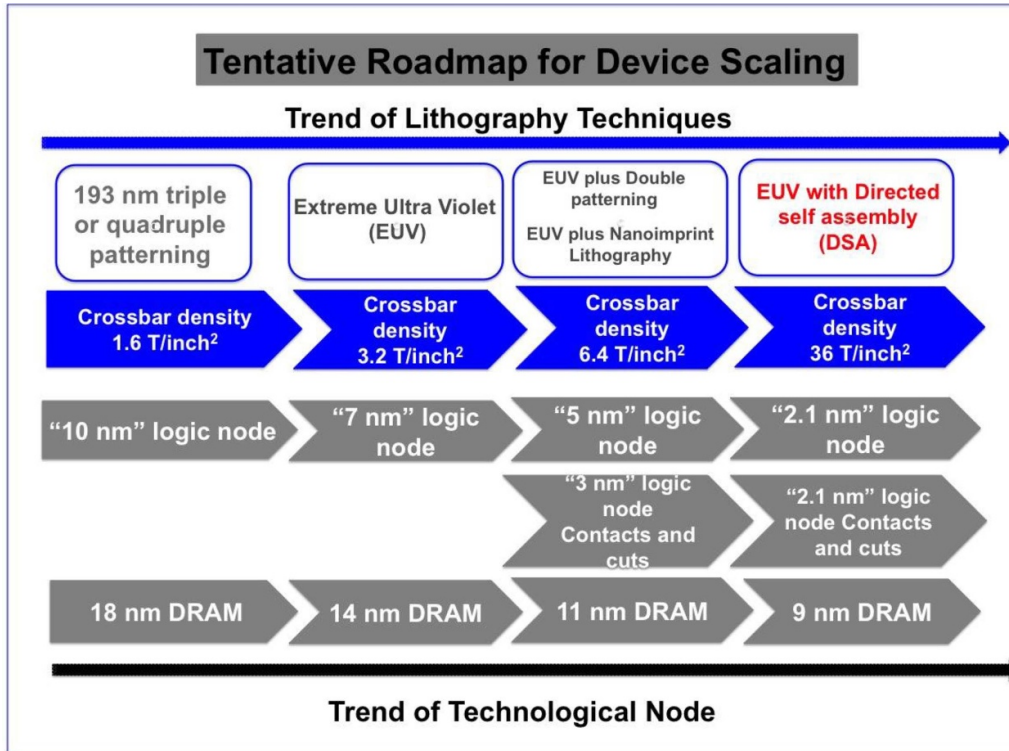 Tentative Roadmap for Device Scaling
Trend of Lithography Techniques
193 nm triple
or quadruple
patterning
Extreme Ultra Violet
(EUV)
EUV plus Double
patterning
EUV plus Nanoimprint
Lithography
EUV with Directed
self assembly
(DSA)
Crossbar density
1.6 T/inch²
Crossbar
density
3.2 T/inch²
Crossbar
density
6.4 T/inch²
Crossbar
density
36 T/inch²
“10 nm” logic node
“7 nm” logic
node
“5 nm” logic
node
“2.1 nm” logic
node
“3 nm” logic
node
Contacts and
cuts
“2.1 nm” logic
node Contacts
and cuts
18 nm DRAM
14 nm DRAM
11 nm DRAM
9 nm DRAM
Trend of Technological Node